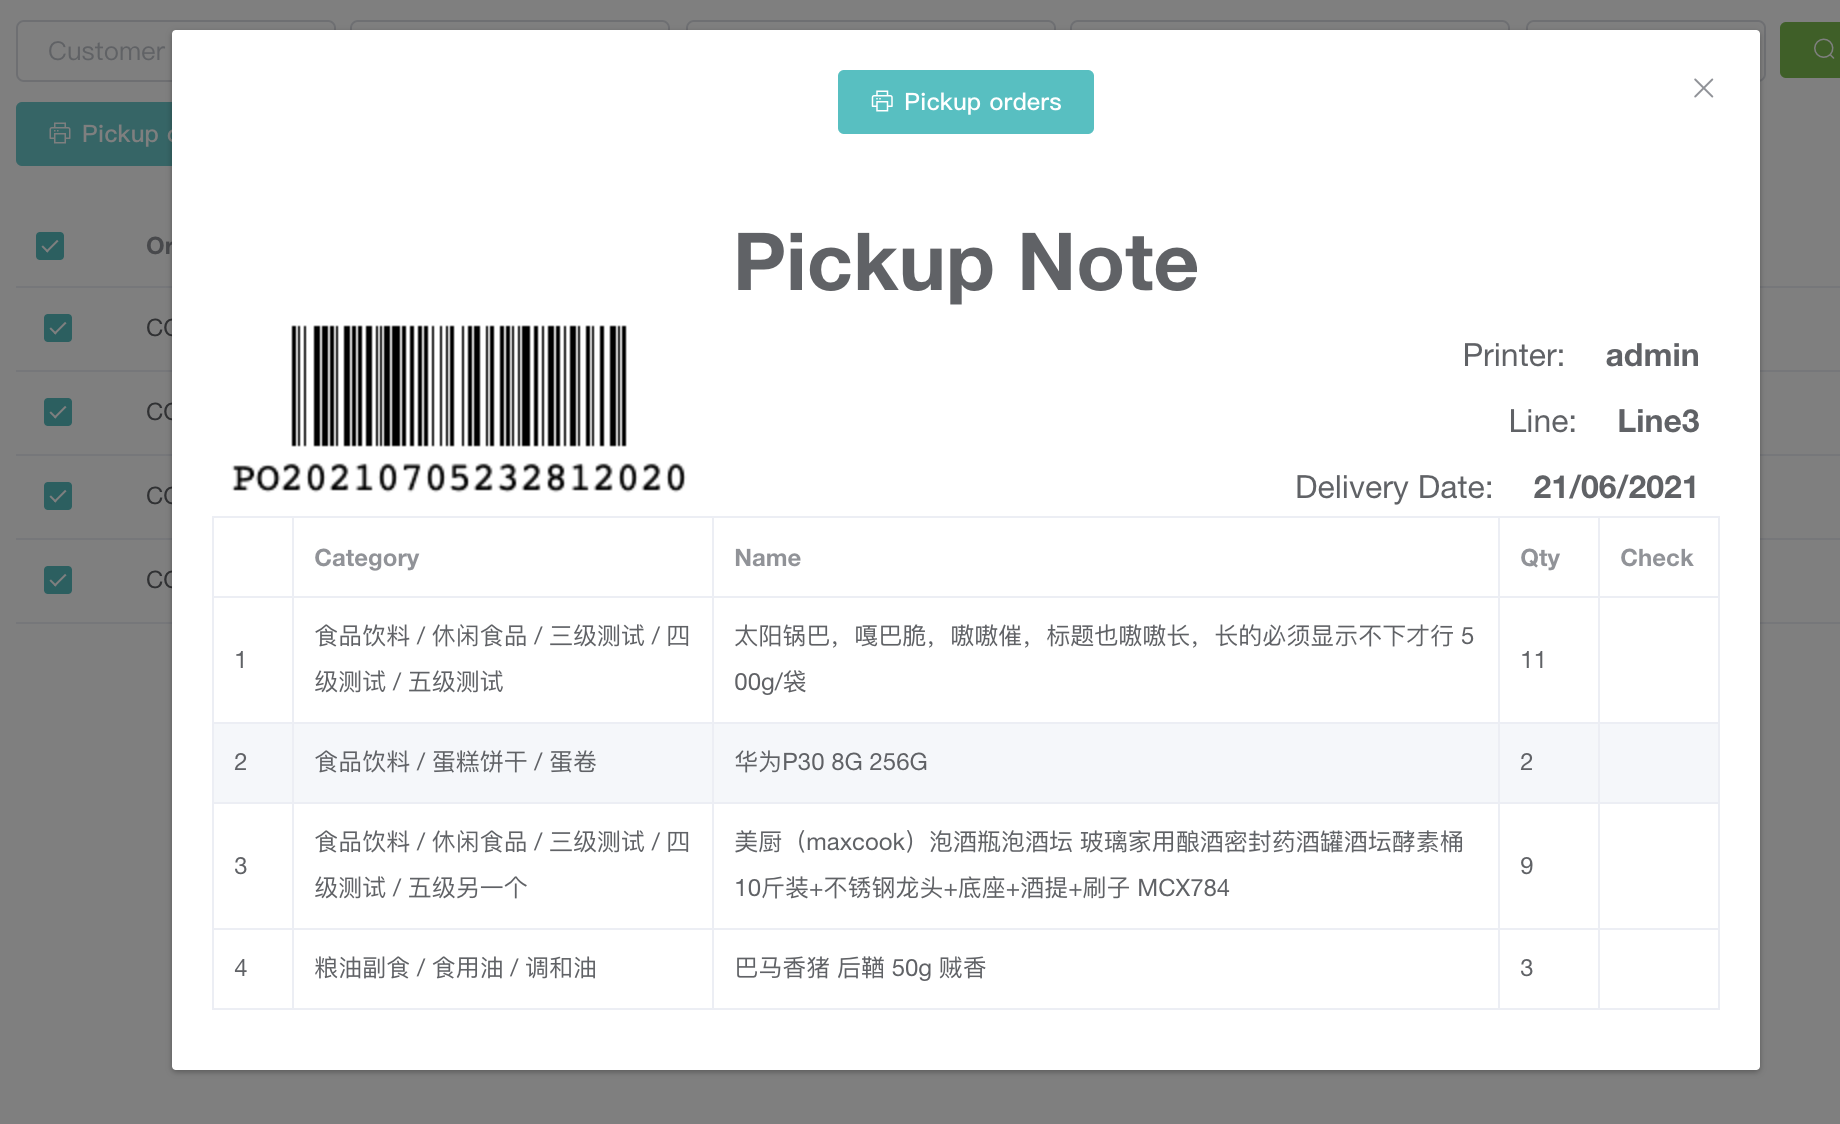 Customer
Pickup orders
Pickup
Pickup Note
PO20210705232812020
Printer: admin
Line: Line3
Delivery Date: 21/06/2021
Category Name Qty Check
1 食品饮料 / 休闲食品 / 三级测试 / 四 太阳锅巴，嘎巴脆，嗷嗷催，标题也嗷嗷长，长的必须显示不下才行 5 11
级测试 / 五级测试 00g/袋
2 食品饮料 / 蛋糕饼干 / 蛋卷 华为P30 8G 256G 2
3 食品饮料 / 休闲食品 / 三级测试 / 四 美厨（maxcook）泡酒瓶泡酒坛 玻璃家用酿酒密封药酒罐酒坛酵素桶 9
级测试 / 五级另一个 10斤装+不锈钢龙头+底座+酒提+刷子 MCX784
4 粮油副食 / 食用油 / 调和油 巴马香猪 后鞧 50g 贼香 3